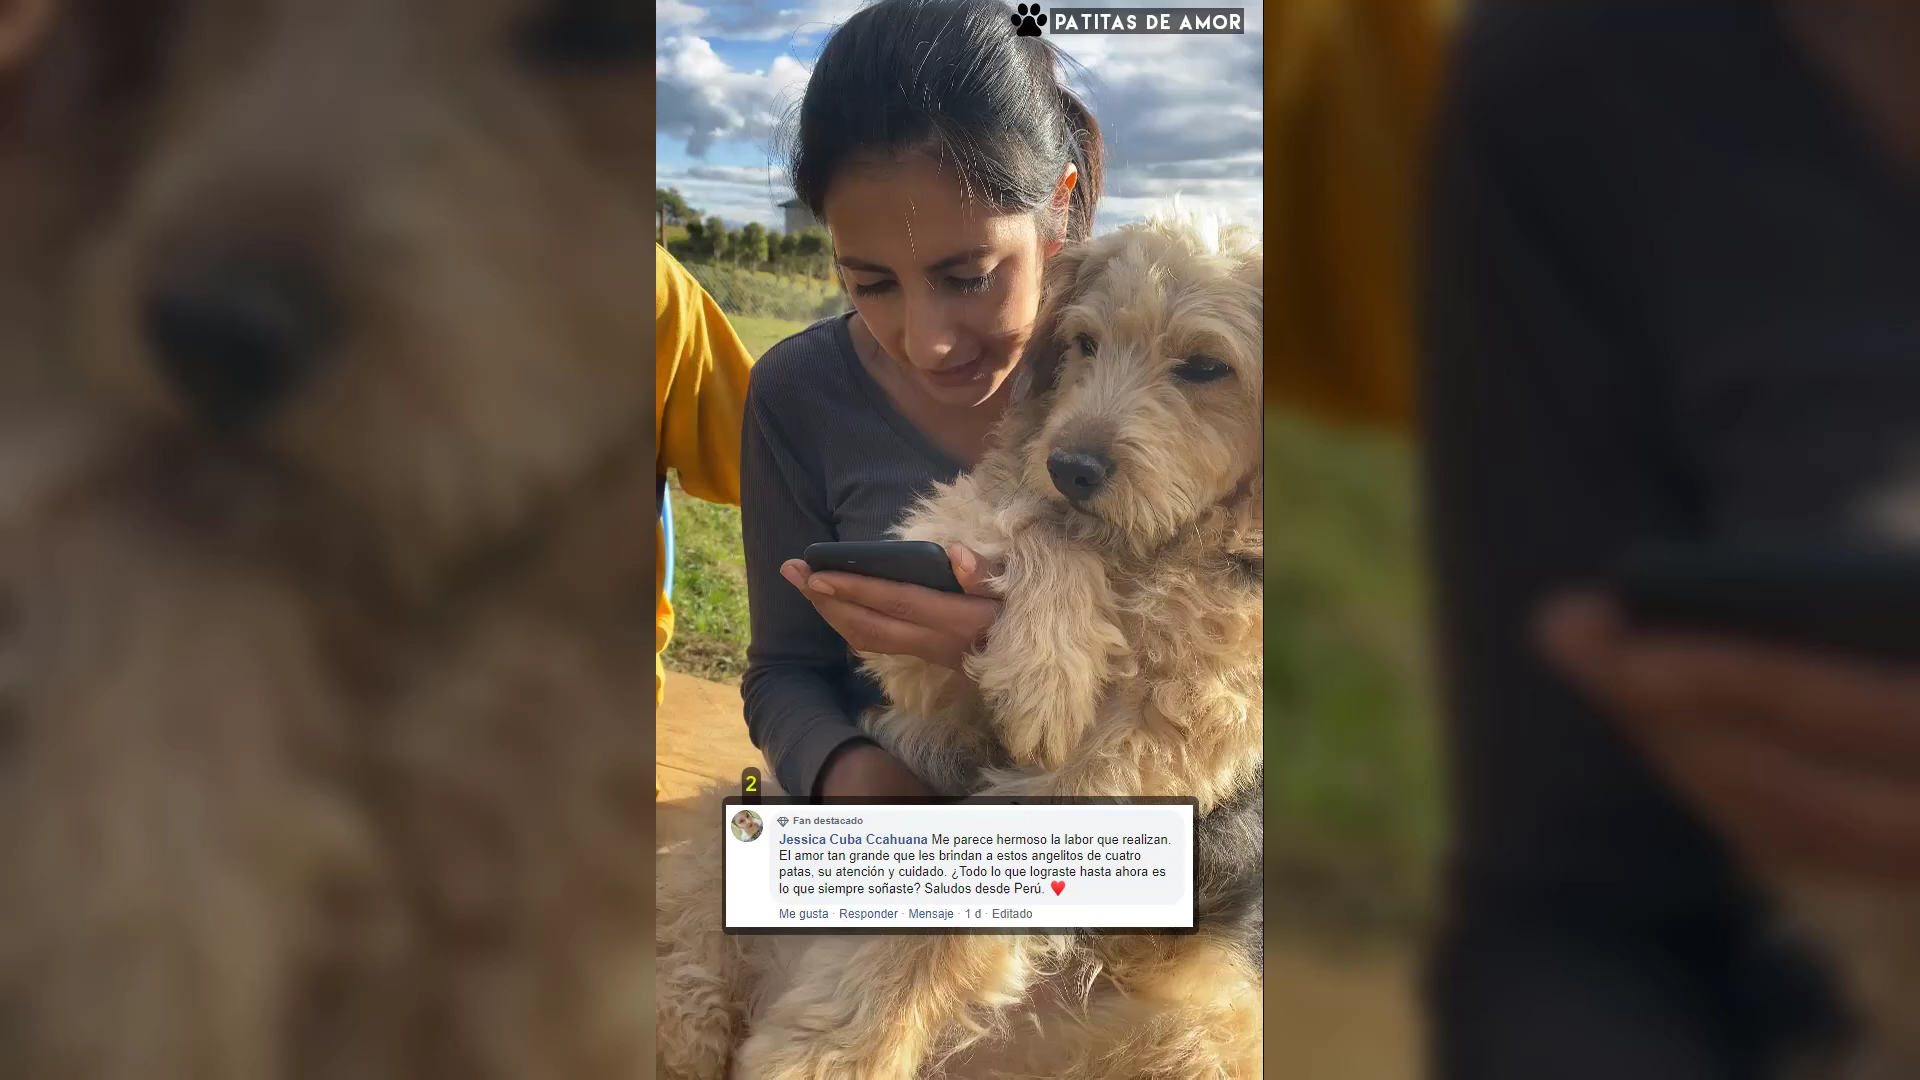 PATITAS DE AMOR
2
Fan destacado
Jessica Cuba Ccahuana Me parece hermoso la labor que realizan.
El amor tan grande que les brindan a estos angelitos de cuatro
patas, su atención y cuidado. ¿Todo lo que lograste hasta ahora es
lo que siempre soñaste? Saludos desde Perú. ❤️
Me gusta · Responder · Mensaje · 1 d · Editado